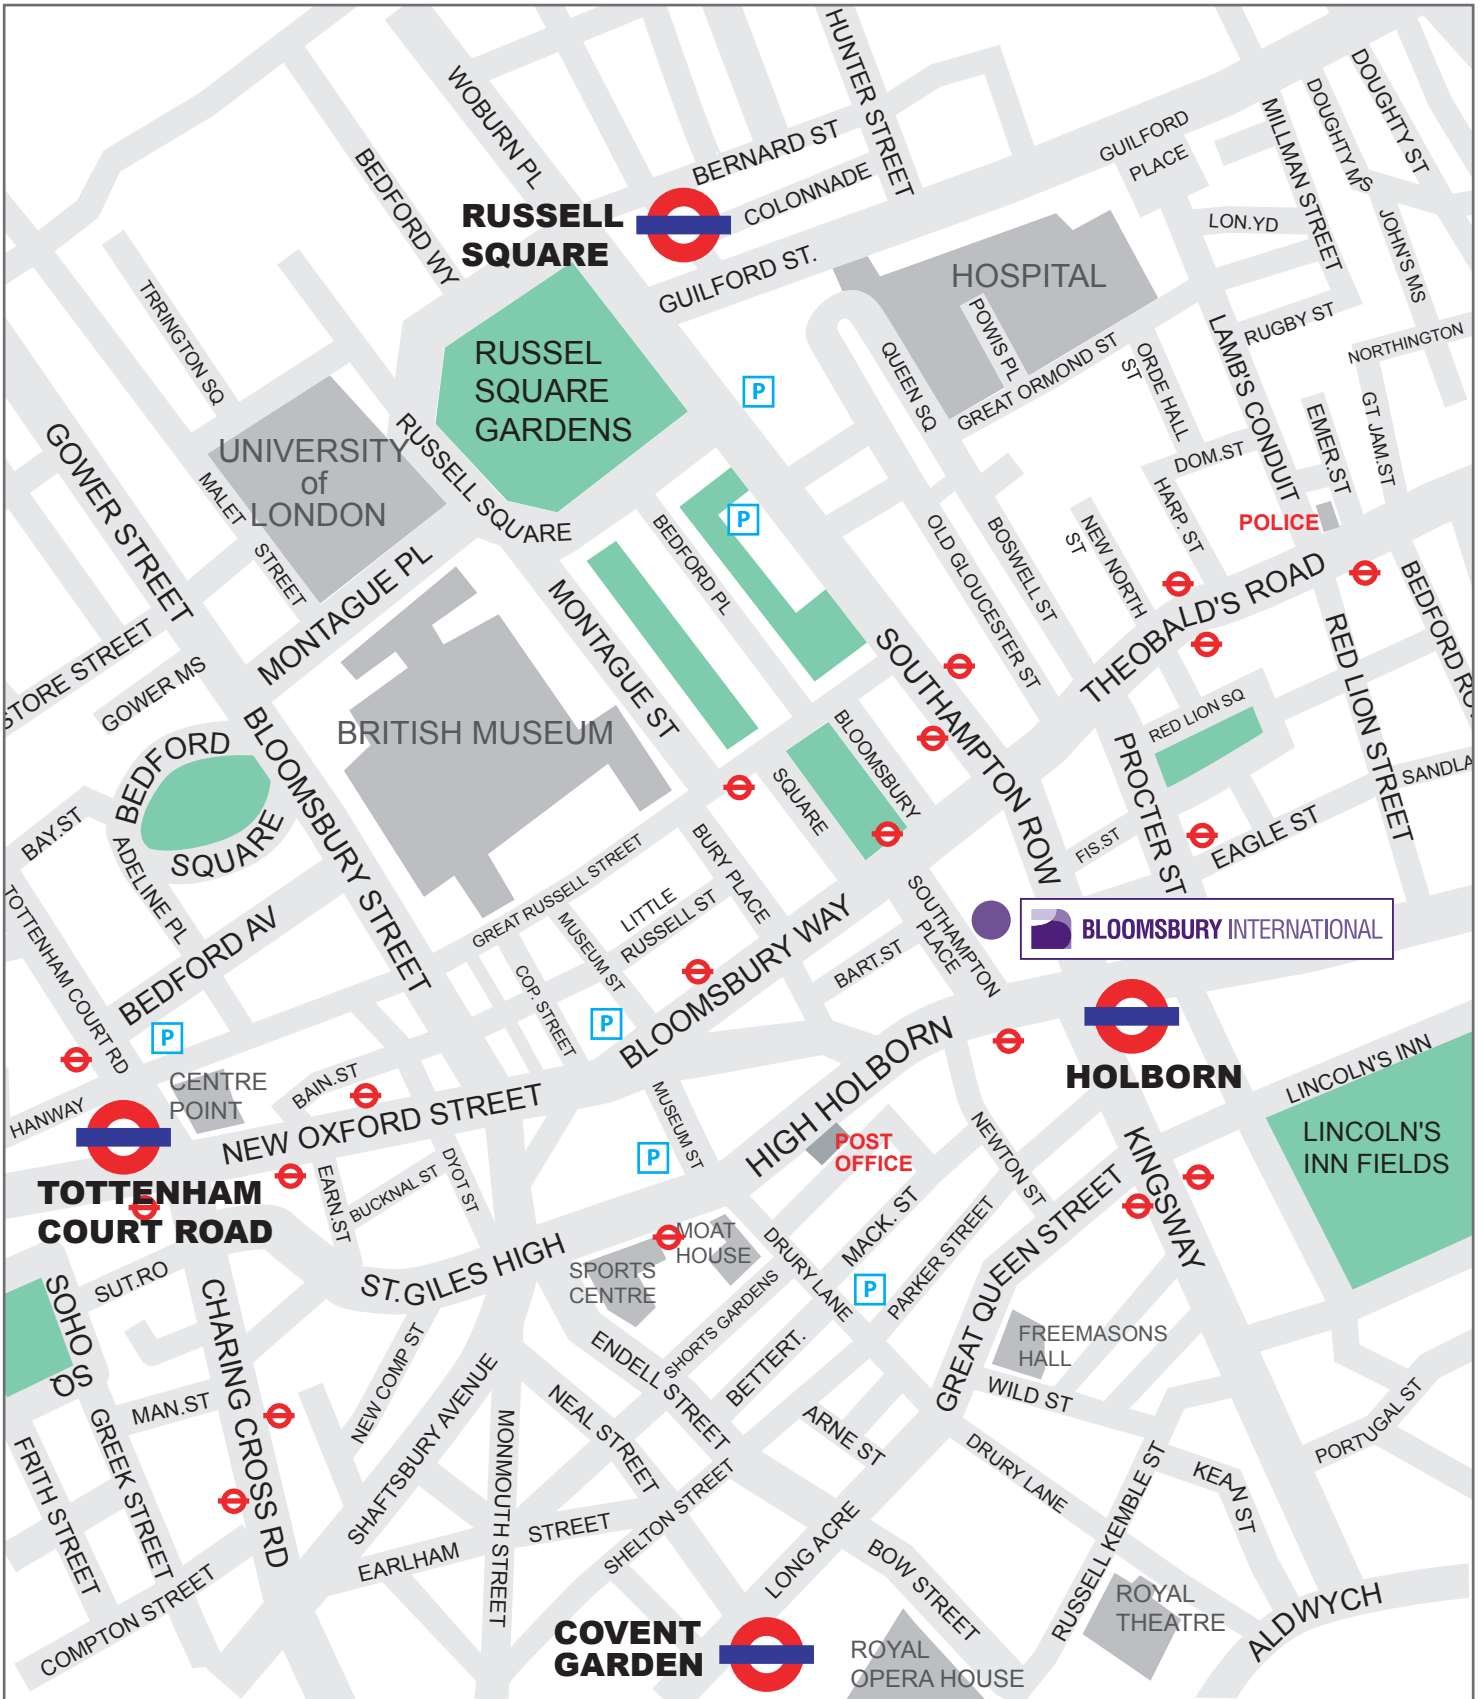 HUNTER STREET
WOBURN PL
BEDFORD WY
BERNARD ST
COLONNADE
GUILFORD
PLACE
MILLMAN STREET
DOUGHTY MS
DOUGHTY ST
RUSSELL
SQUARE
GUILFORD ST.
LON.YD
JOHN'S MS
HOSPITAL
TRRINGTON SQ
RUSSEL
SQUARE
GARDENS
P
POWIS PL
QUEEN SQ
GREAT ORMOND ST
ORDE HALL
ST
LAMB'S CONDUIT
RUGBY ST
NORTHINGTON
EMER.ST
GT JAM.ST
DOM.ST
HARP. ST
GOWER STREET
UNIVERSITY
of
LONDON
MALET
STREET
RUSSELL SQUARE
P
BEDFORD PL
OLD GLOUCESTER ST
BOSWELL ST
NEW NORTH
ST
POLICE
MONTAGUE PL
MONTAGUE ST
THEOBALD'S ROAD
RED LION STREET
BEDFORD RO
STORE STREET
GOWER MS
SOUTHAMPTON ROW
RED LION SQ
PROCTER ST
BRITISH MUSEUM
BEDFORD
SQUARE
BLOOMSBURY STREET
BLOOMSBURY
SQUARE
SANDLA
BAY.ST
ADELINE PL
BURY PLACE
FIS.ST
EAGLE ST
GREAT RUSSELL STREET
LITTLE
RUSSELL ST
MUSEUM ST
BLOOMSBURY WAY
SOUTHAMPTON
PLACE
BART.ST
BLOOMSBURY INTERNATIONAL
TOTTENHAM COURT RD
BEDFORD AV
COP. STREET
P
P
HOLBORN
HIGH HOLBORN
LINCOLN'S INN
HANWAY
CENTRE
POINT
BAIN.ST
NEW OXFORD STREET
MUSEUM ST
P
POST
OFFICE
NEWTON ST
KINGSWAY
LINCOLN'S
INN FIELDS
TOTTENHAM
COURT ROAD
EARN.ST
BUCKNAL ST
DYOT ST
ST.GILES HIGH
MOAT
HOUSE
SPORTS
CENTRE
DRURY LANE
MACK. ST
PARKER STREET
GREAT QUEEN STREET
P
SUT.RO
SOHO SQ
CHARING CROSS RD
NEW COMP ST
SHORTS GARDENS
ENDELL STREET
BETTERT.
FREEMASONS
HALL
WILD ST
MAN.ST
GREEK STREET
FRITH STREET
SHAFTSBURY AVENUE
MONMOUTH STREET
NEAL STREET
ARNE ST
DRURY LANE
KEAN ST
PORTUGAL ST
RUSSELL KEMBLE ST
EARLHAM
STREET
SHELTON STREET
LONG ACRE
BOW STREET
COMPTON STREET
COVENT
GARDEN
ROYAL
OPERA HOUSE
ROYAL
THEATRE
ALDWYCH